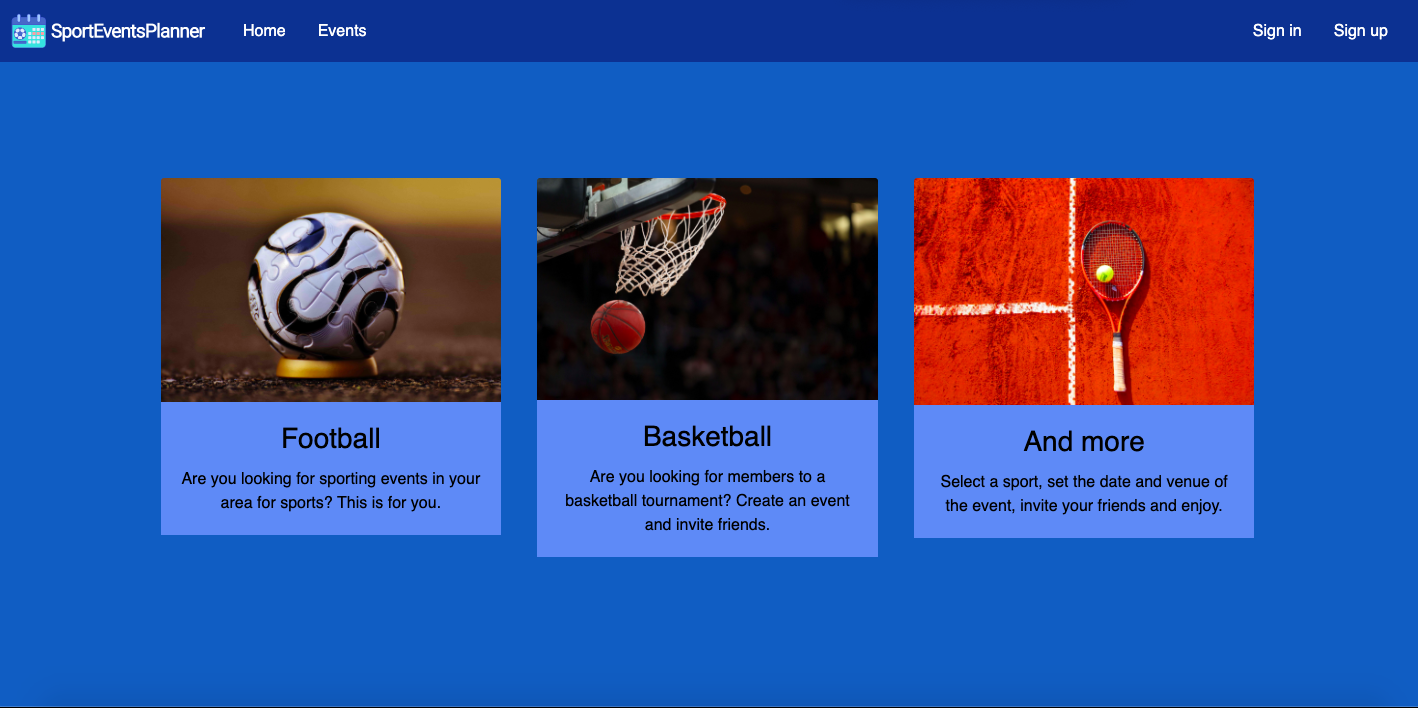 SportEventsPlanner
Home
Events
Sign in
Sign up
Football
Are you looking for sporting events in your
area for sports? This is for you.
Basketball
Are you looking for members to a
basketball tournament? Create an event
and invite friends.
And more
Select a sport, set the date and venue of
the event, invite your friends and enjoy.